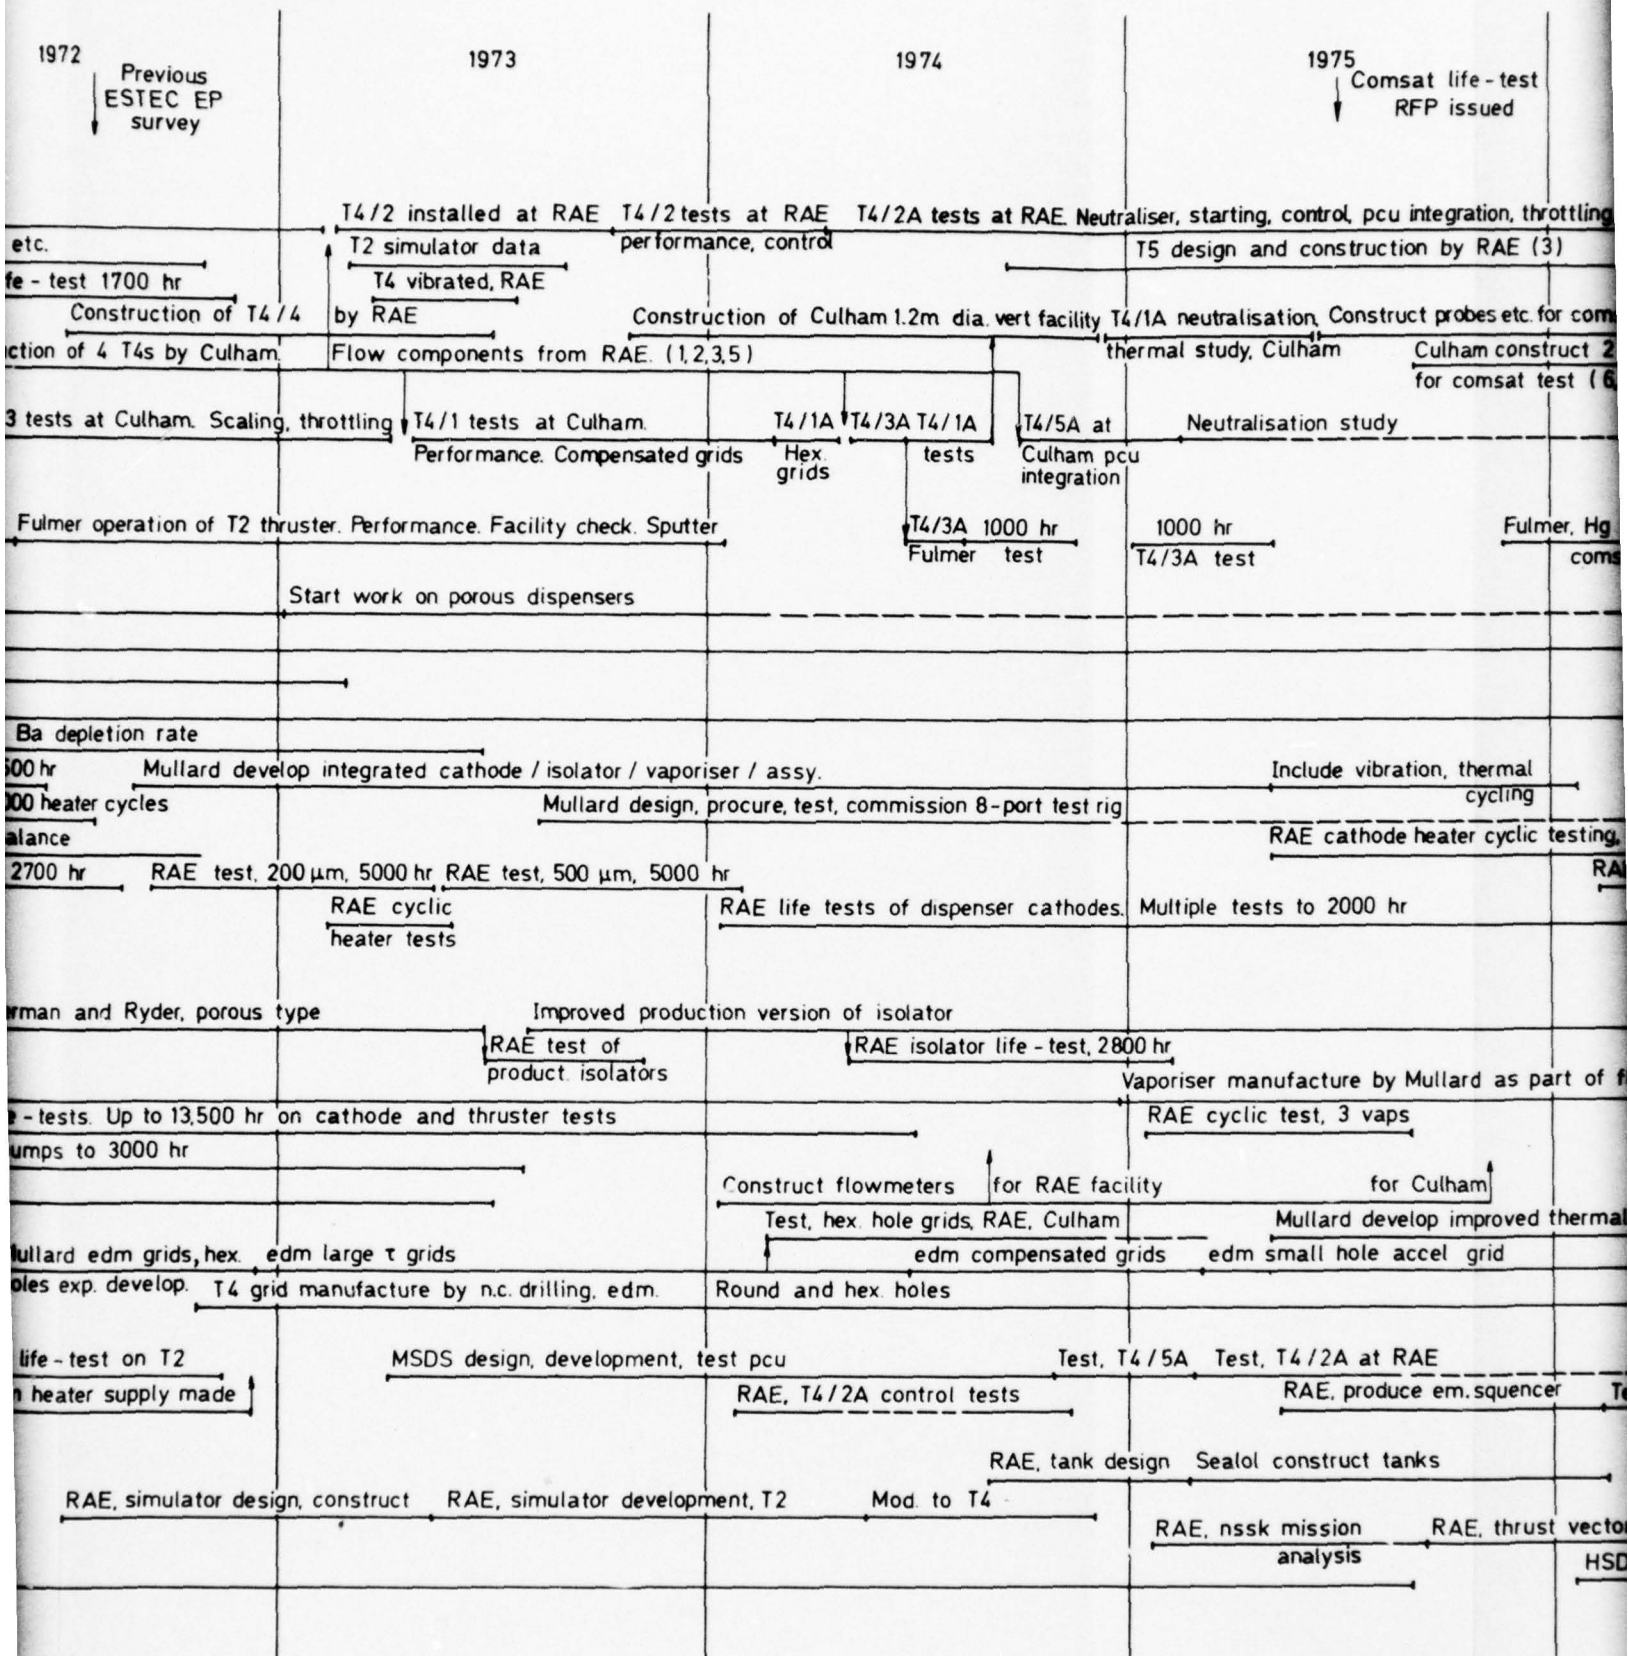 1972 1973 1974 1975
Previous
ESTEC EP
survey
Comsat life-test
RFP issued
T4/2 installed at RAE T4/2 tests at RAE T4/2A tests at RAE. Neutraliser, starting, control, pcu integration, throttling
performance, control
etc. T2 simulator data T5 design and construction by RAE (3)
fe-test 1700 hr T4 vibrated, RAE
Construction of T4/4 by RAE Construction of Culham 1.2m dia. vert facility T4/1A neutralisation, Construct probes etc. for com
thermal study, Culham
ction of 4 T4s by Culham. Flow components from RAE. (1,2,3,5) Culham construct 2
for comsat test (6,
3 tests at Culham. Scaling, throttling T4/1 tests at Culham. T4/1A T4/3A T4/1A T4/5A at Neutralisation study
Performance. Compensated grids Hex. tests Culham pcu
grids integration
Fulmer operation of T2 thruster. Performance. Facility check. Sputter T4/3A 1000 hr 1000 hr Fulmer, Hg
Fulmer test T4/3A test coms
Start work on porous dispensers
Ba depletion rate
500 hr Mullard develop integrated cathode / isolator / vaporiser / assy. Include vibration, thermal
cycling
000 heater cycles Mullard design, procure, test, commission 8-port test rig
alance RAE cathode heater cyclic testing,
2700 hr RAE test, 200 µm, 5000 hr RAE test, 500 µm, 5000 hr RA
RAE cyclic RAE life tests of dispenser cathodes. Multiple tests to 2000 hr
heater tests
rman and Ryder, porous type Improved production version of isolator
RAE test of RAE isolator life-test, 2800 hr
product. isolators
Vaporiser manufacture by Mullard as part of f
e-tests. Up to 13,500 hr on cathode and thruster tests RAE cyclic test, 3 vaps
umps to 3000 hr
Construct flowmeters for RAE facility for Culham
Test, hex. hole grids, RAE, Culham Mullard develop improved thermal
Mullard edm grids, hex. edm large τ grids edm compensated grids edm small hole accel grid
oles exp. develop. T4 grid manufacture by n.c. drilling, edm. Round and hex. holes
life-test on T2 MSDS design, development, test pcu Test, T4/5A Test, T4/2A at RAE
n heater supply made RAE, T4/2A control tests RAE, produce em. squencer Te
RAE, tank design Sealol construct tanks
RAE, simulator design, construct RAE, simulator development, T2 Mod. to T4
RAE, nssk mission RAE, thrust vecto
analysis HSD